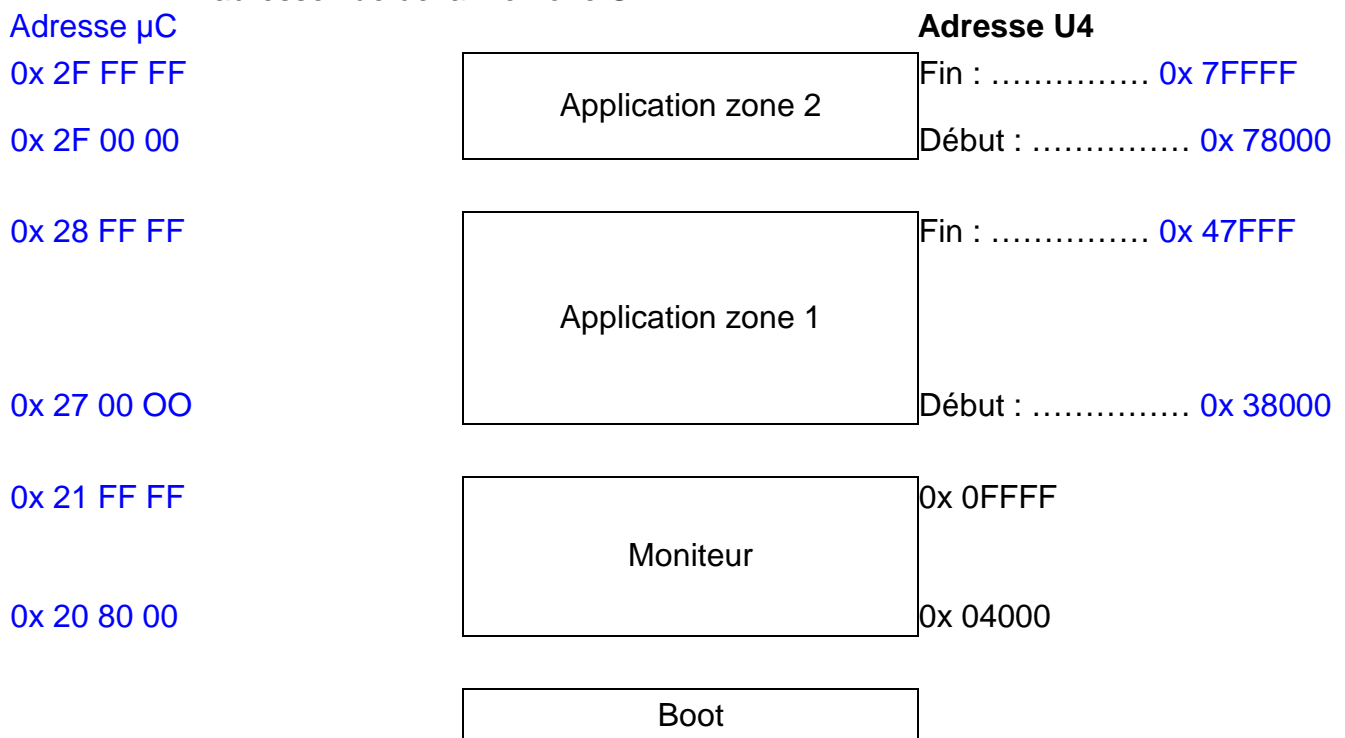 Adresse µC Adresse U4
0x 2F FF FF Fin : …………… 0x 7FFFF
Application zone 2
0x 2F 00 00 Début : …………… 0x 78000
0x 28 FF FF Fin : …………… 0x 47FFF
Application zone 1
0x 27 00 OO Début : …………… 0x 38000
0x 21 FF FF 0x 0FFFF
Moniteur
0x 20 80 00 0x 04000
Boot